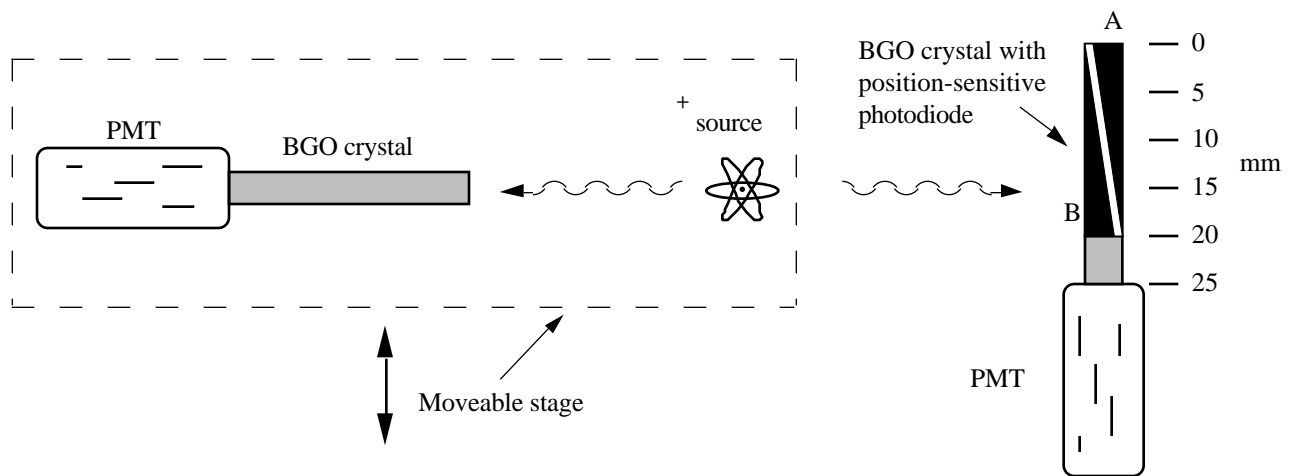 PMT
BGO crystal
+
source
Moveable stage
BGO crystal with
position-sensitive
photodiode
A
B
0
5
10
15
20
25
mm
PMT